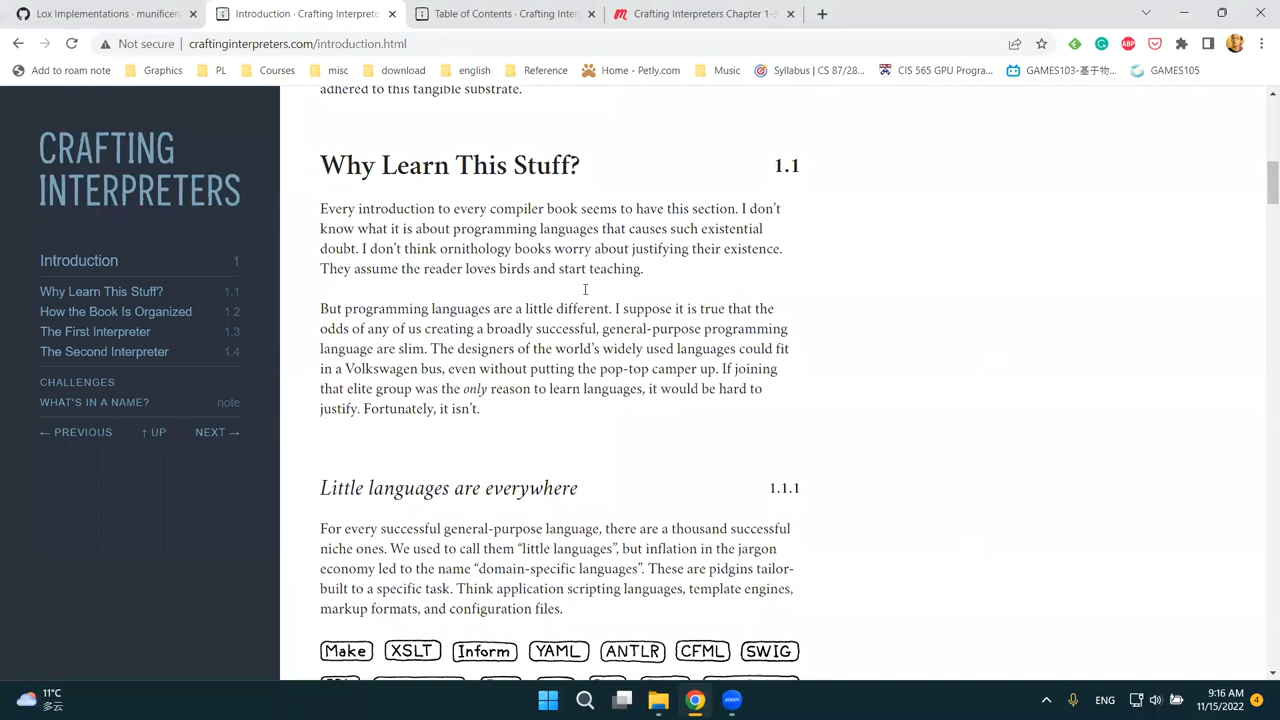 Lox Implementations · munificen
Introduction · Crafting Interprete
Table of Contents · Crafting Inter
Crafting Interpreters Chapter 1-3
Not secure | craftinginterpreters.com/introduction.html
Add to roam note
Graphics
PL
Courses
misc
download
english
Reference
Home - Petly.com
Music
Syllabus | CS 87/28...
CIS 565 GPU Progra...
GAMES103-基于物...
GAMES105
CRAFTING
INTERPRETERS
Introduction 1
Why Learn This Stuff? 1.1
How the Book Is Organized 1.2
The First Interpreter 1.3
The Second Interpreter 1.4
CHALLENGES
WHAT'S IN A NAME? note
← PREVIOUS ↑ UP NEXT →
adhered to this tangible substrate.
Why Learn This Stuff? 1.1
Every introduction to every compiler book seems to have this section. I don’t
know what it is about programming languages that causes such existential
doubt. I don’t think ornithology books worry about justifying their existence.
They assume the reader loves birds and start teaching.
But programming languages are a little different. I suppose it is true that the
odds of any of us creating a broadly successful, general-purpose programming
language are slim. The designers of the world’s widely used languages could fit
in a Volkswagen bus, even without putting the pop-top camper up. If joining
that elite group was the only reason to learn languages, it would be hard to
justify. Fortunately, it isn’t.
Little languages are everywhere 1.1.1
For every successful general-purpose language, there are a thousand successful
niche ones. We used to call them “little languages”, but inflation in the jargon
economy led to the name “domain-specific languages”. These are pidgins tailor-
built to a specific task. Think application scripting languages, template engines,
markup formats, and configuration files.
Make XSLT Inform YAML ANTLR CFML SWIG
11°C
多云
zoom
ENG
9:16 AM
11/15/2022
4